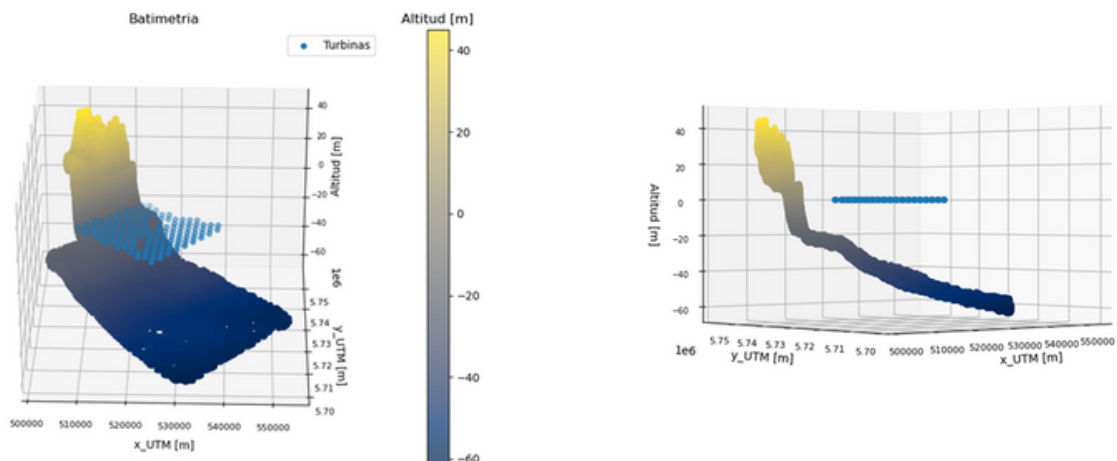 Batimetria
Turbinas
Altitud [m]
40
20
0
−20
−40
−60
40
20
0
−20
−40
−60
Altitud [m]
1e6
5.75
5.74
5.73
5.72
5.71
5.70
y_UTM [m]
500000 510000 520000 530000 540000 550000
x_UTM [m]
40
20
0
−20
−40
−60
Altitud [m]
1e6
5.75 5.74 5.73 5.72 5.71 5.70
y_UTM [m]
500000 510000 520000 530000 540000 550000
x_UTM [m]